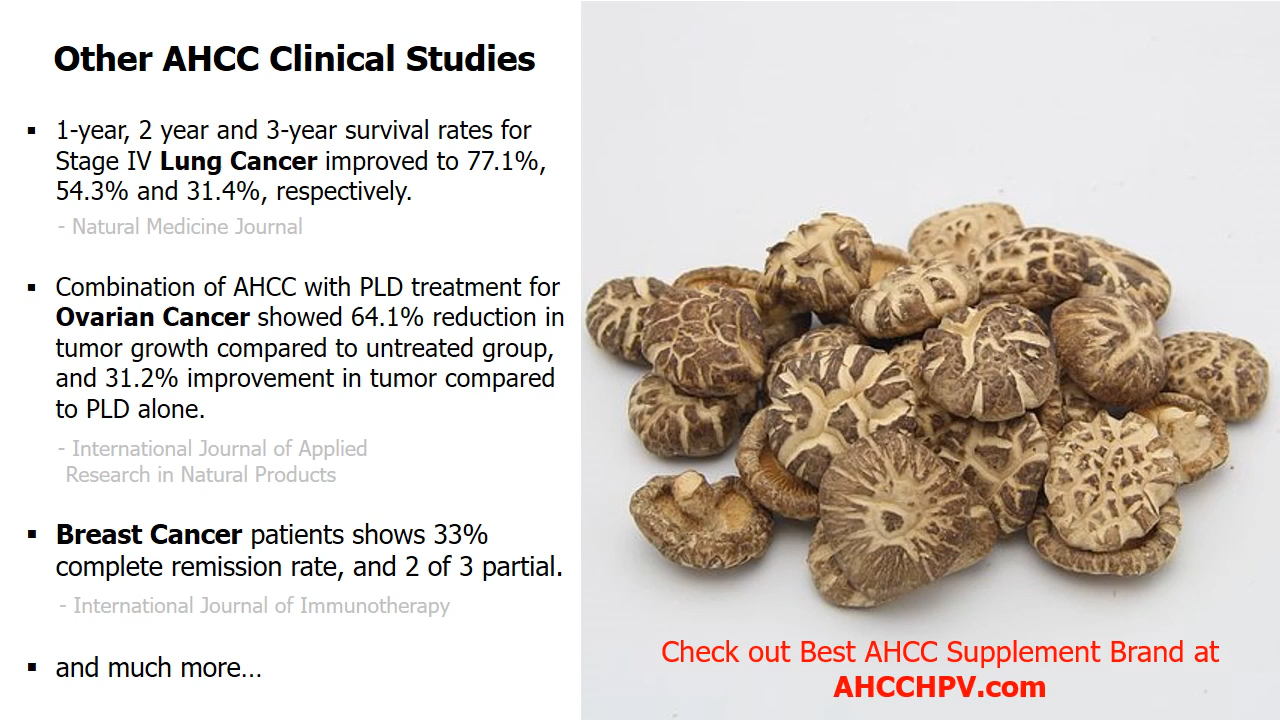 Other AHCC Clinical Studies
▪ 1-year, 2 year and 3-year survival rates for
Stage IV Lung Cancer improved to 77.1%,
54.3% and 31.4%, respectively.
- Natural Medicine Journal
▪ Combination of AHCC with PLD treatment for
Ovarian Cancer showed 64.1% reduction in
tumor growth compared to untreated group,
and 31.2% improvement in tumor compared
to PLD alone.
- International Journal of Applied
Research in Natural Products
▪ Breast Cancer patients shows 33%
complete remission rate, and 2 of 3 partial.
- International Journal of Immunotherapy
▪ and much more…
Check out Best AHCC Supplement Brand at
AHCCHPV.com